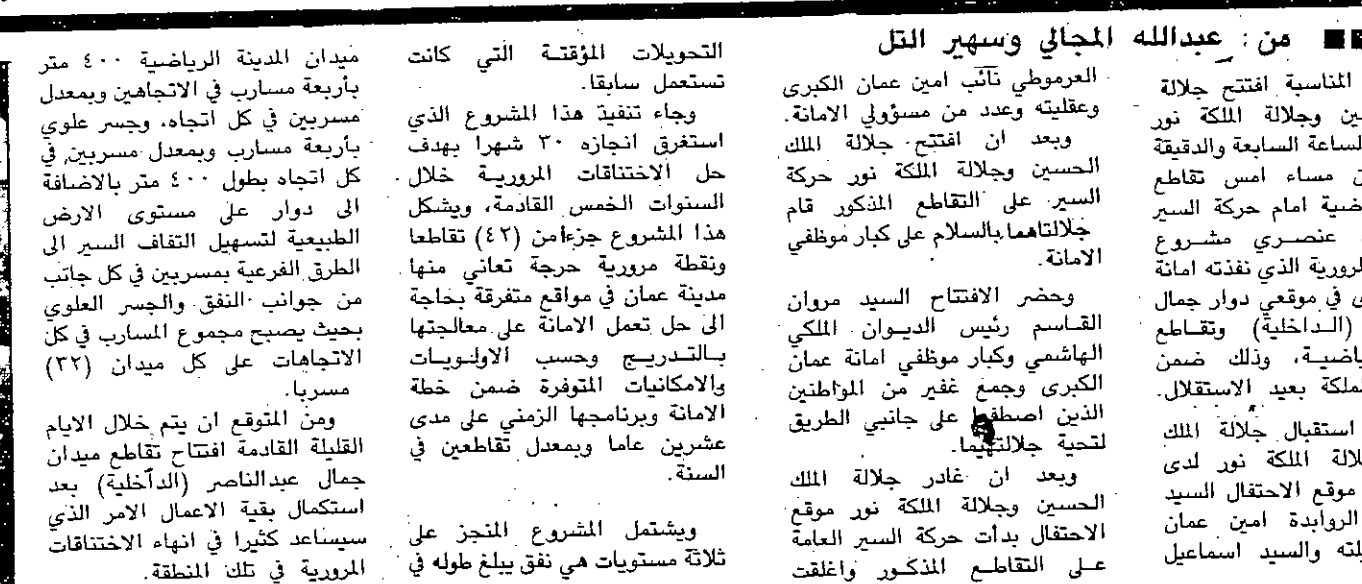 من : عبدالله المجالي وسهير التل
المناسبة افتتح جلالة
ين وجلالة الملكة نور
لساعة السابعة والدقيقة
مساء امس تقاطع
ضية امام حركة السير
عنصري مشروع
لرورية الذي نفذته امانة
ى في موقعي دوار جمال
(الداخلية) وتقاطع
ياضية، وذلك ضمن
ملكة بعيد الاستقلال.
استقبال جلالة الملك
لالة الملكة نور لدى
موقع الاحتفال السيد
الروابدة امين عمان
يلته والسيد اسماعيل
العرموطي نائب امين عمان الكبرى
وعقليته وعدد من مسؤولي الامانة.
وبعد ان افتتح جلالة الملك
الحسين وجلالة الملكة نور حركة
السير على التقاطع المذكور قام
جلالتاهما بالسلام على كبار موظفي
الامانة.
وحضر الافتتاح السيد مروان
القاسم رئيس الديوان الملكي
الهاشمي وكبار موظفي امانة عمان
الكبرى وجمع غفير من المواطنين
الذين اصطفوا على جانبي الطريق
لتحية جلالتيهما.
وبعد ان غادر جلالة الملك
الحسين وجلالة الملكة نور موقع
الاحتفال بدأت حركة السير العامة
على التقاطع المذكور واغلقت
التحويلات المؤقتة التي كانت
تستعمل سابقا.
وجاء تنفيذ هذا المشروع الذي
استغرق انجازه ٣٠ شهرا بهدف
حل الاختناقات المرورية خلال
السنوات الخمس القادمة، ويشكل
هذا المشروع جزءا من (٤٢) تقاطعا
ونقطة مرورية حرجة تعاني منها
مدينة عمان في مواقع متفرقة بحاجة
الى حل تعمل الامانة على معالجتها
بالتدريج وحسب الاولويات
والامكانيات المتوفرة ضمن خطة
الامانة وبرنامجها الزمني على مدى
عشرين عاما وبمعدل تقاطعين في
السنة.
ويشتمل المشروع المنجز على
ثلاثة مستويات هي نفق يبلغ طوله في
ميدان المدينة الرياضية ٤٠٠ متر
بأربعة مسارب في الاتجاهين وبمعدل
مسربين في كل اتجاه، وجسر علوي
بأربعة مسارب وبمعدل مسربين في
كل اتجاه بطول ٤٠٠ متر بالاضافة
الى دوار على مستوى الارض
الطبيعية لتسهيل التفاف السير الى
الطرق الفرعية بمسربين في كل جانب
من جوانب النفق والجسر العلوي
بحيث يصبح مجموع المسارب في كل
الاتجاهات على كل ميدان (٣٢)
مسربا.
ومن المتوقع ان يتم خلال الايام
القليلة القادمة افتتاح تقاطع ميدان
جمال عبدالناصر (الداخلية) بعد
استكمال بقية الاعمال الامر الذي
سيساعد كثيرا في انهاء الاختناقات
المرورية في تلك المنطقة.